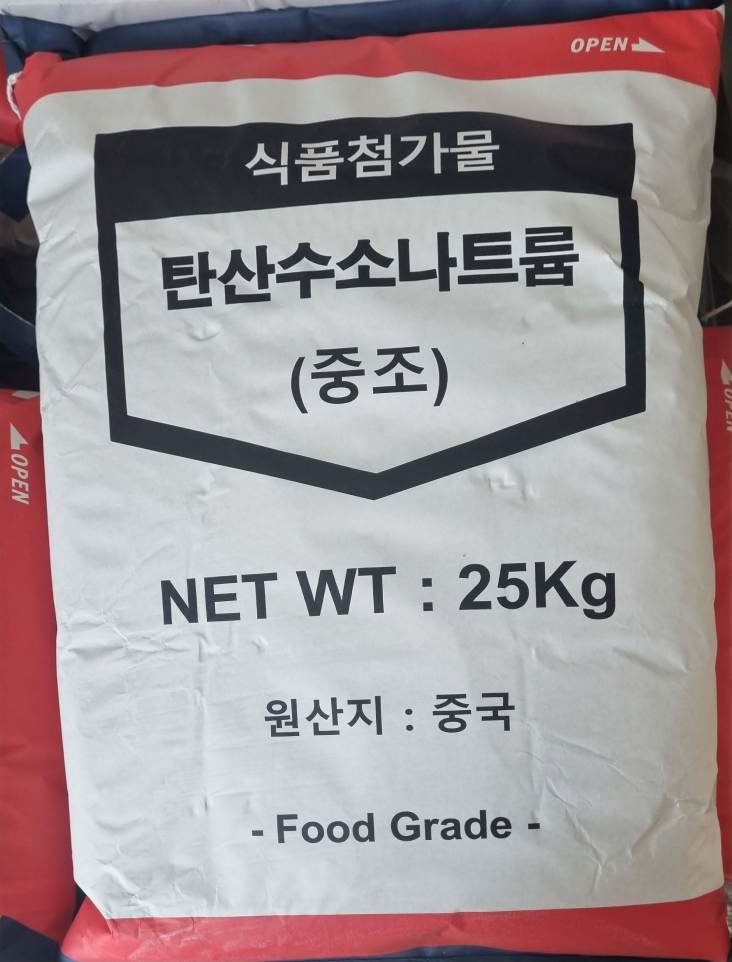 OPEN
식품첨가물
탄산수소나트륨
(중조)
OPEN
OPEN
NET WT : 25Kg
원산지 : 중국
- Food Grade -